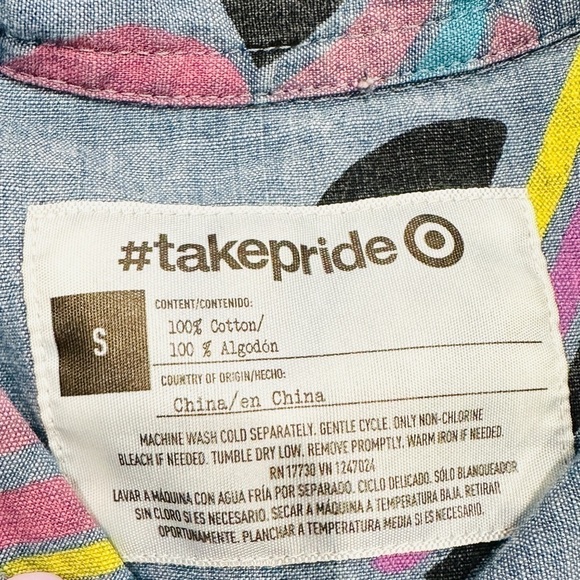 #takepride
S
CONTENT/CONTENIDO:
100% Cotton/
100 % Algodón
COUNTRY OF ORIGIN/HECHO:
China/en China
MACHINE WASH COLD SEPARATELY. GENTLE CYCLE. ONLY NON-CHLORINE
BLEACH IF NEEDED. TUMBLE DRY LOW. REMOVE PROMPTLY. WARM IRON IF NEEDED.
RN 17730 VN 1247024
LAVAR A MÁQUINA CON AGUA FRÍA POR SEPARADO. CICLO DELICADO. SÓLO BLANQUEADOR
SIN CLORO SI ES NECESARIO. SECAR A MÁQUINA A TEMPERATURA BAJA. RETIRAR
OPORTUNAMENTE. PLANCHAR A TEMPERATURA MEDIA SI ES NECESARIO.